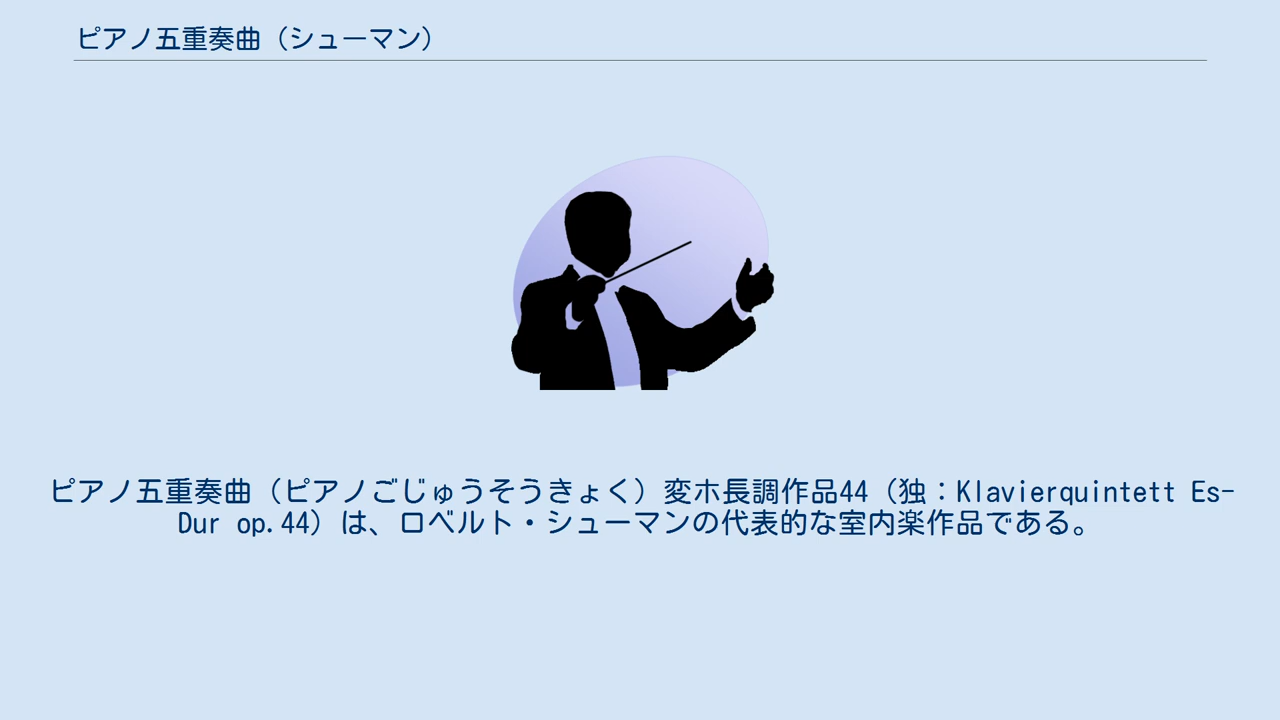 ピアノ五重奏曲（シューマン）
ピアノ五重奏曲（ピアノごじゅうそうきょく）変ホ長調作品44（独：Klavierquintett Es-
Dur op.44）は、ロベルト・シューマンの代表的な室内楽作品である。